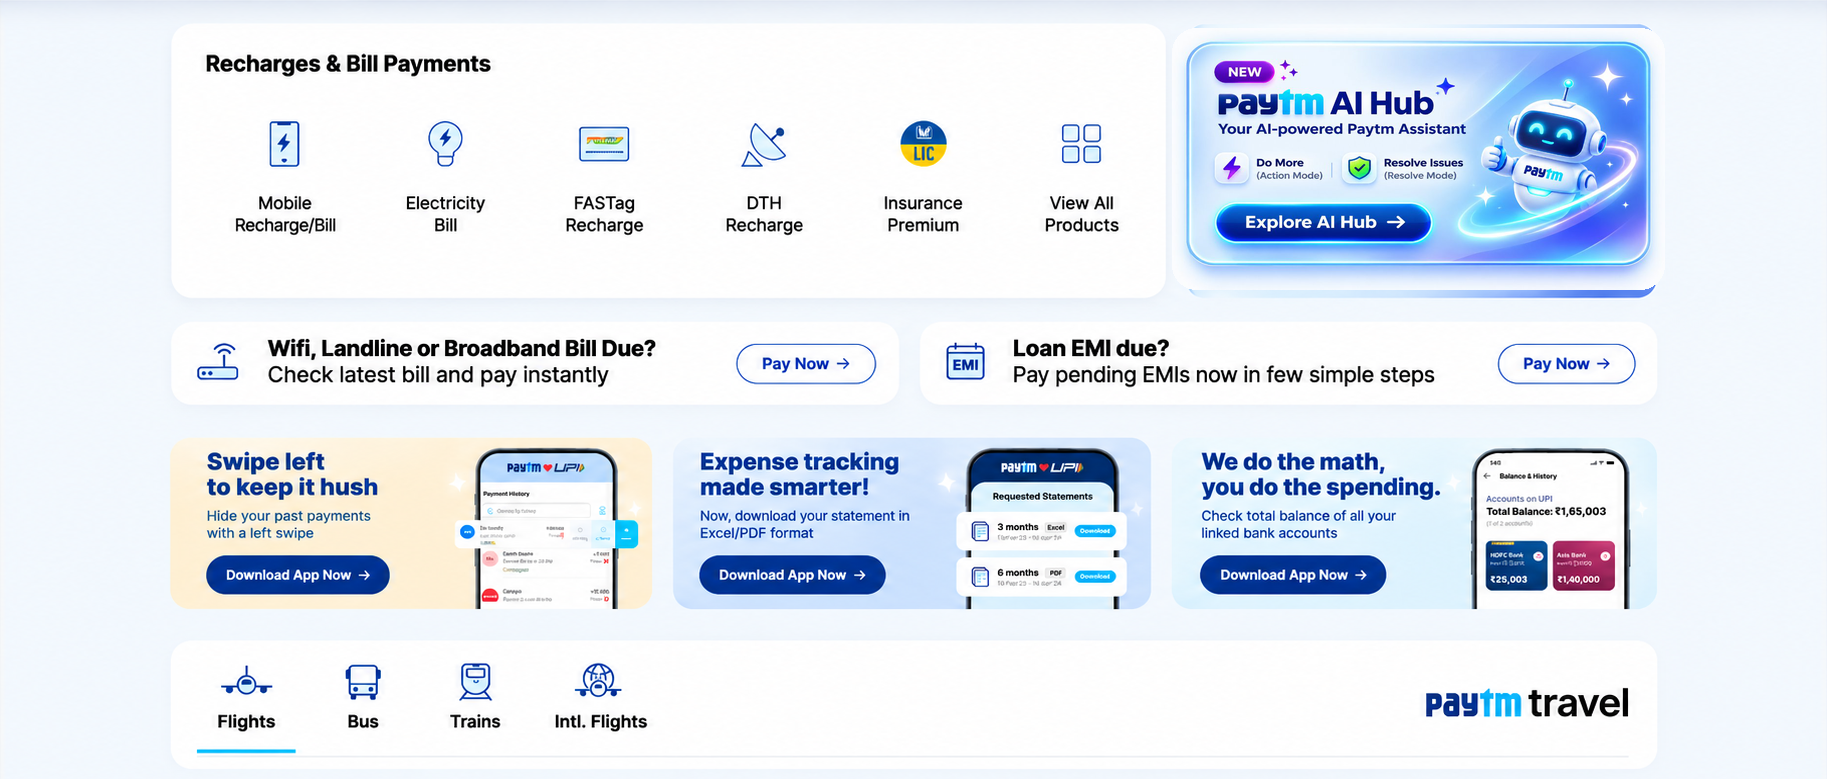 Recharges & Bill Payments
Mobile
Recharge/Bill
Electricity
Bill
FASTag
Recharge
DTH
Recharge
LIC
Insurance
Premium
View All
Products
NEW
paytm AI Hub
Your AI-powered Paytm Assistant
Do More
(Action Mode)
Resolve Issues
(Resolve Mode)
Explore AI Hub →
paytm
Wifi, Landline or Broadband Bill Due?
Check latest bill and pay instantly
Pay Now →
EMI
Loan EMI due?
Pay pending EMIs now in few simple steps
Pay Now →
Swipe left
to keep it hush
Hide your past payments
with a left swipe
Download App Now →
paytm UPI
Payment History
Expense tracking
made smarter!
Now, download your statement in
Excel/PDF format
Download App Now →
paytm UPI
Requested Statements
3 months Excel
Download
6 months PDF
Download
We do the math,
you do the spending.
Check total balance of all your
linked bank accounts
Download App Now →
Balance & History
Accounts on UPI
Total Balance: ₹1,65,003
HDFC Bank
₹25,003
Axis Bank
₹1,40,000
Flights
Bus
Trains
Intl. Flights
paytm travel